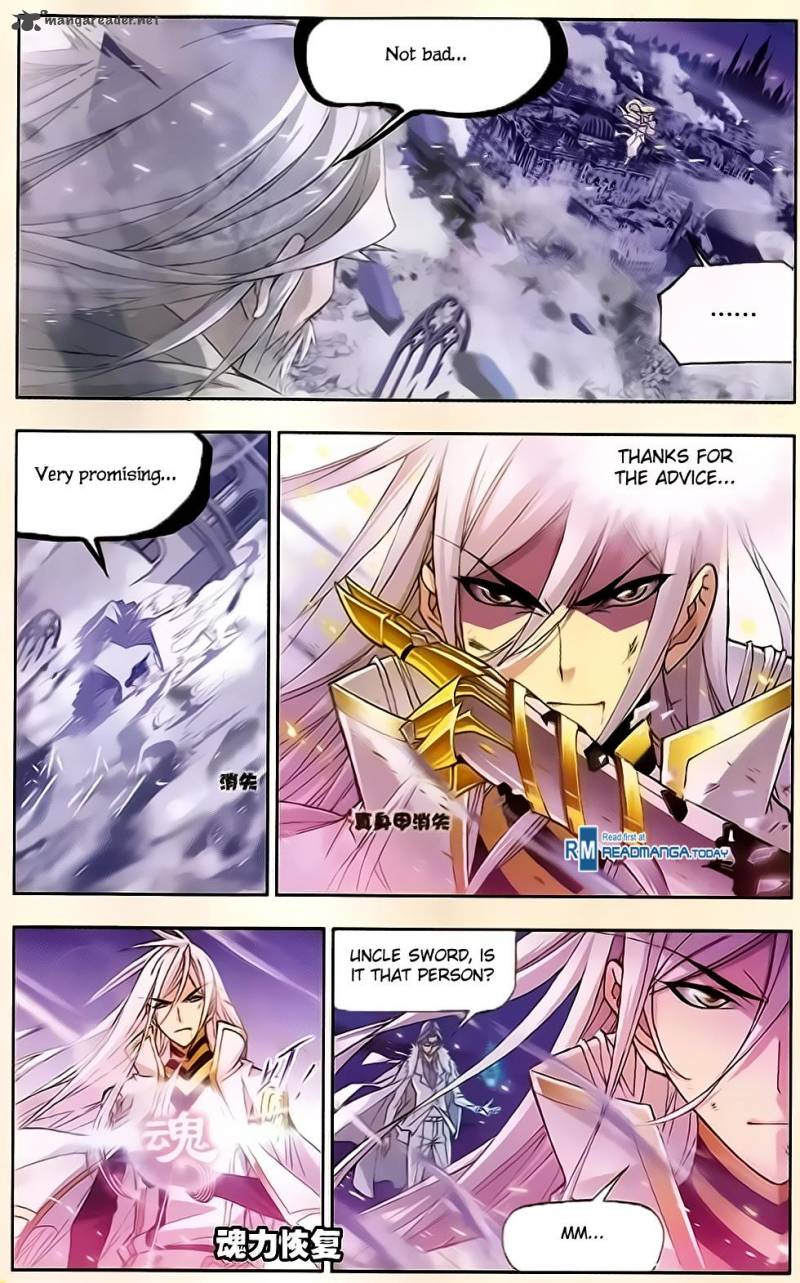 mangareader.net
Not bad...
......
Very promising...
消失
THANKS FOR
THE ADVICE...
真身甲消失
RM
Read first at
READMANGA.TODAY
魂
魂力恢复
UNCLE SWORD, IS
IT THAT PERSON?
MM...